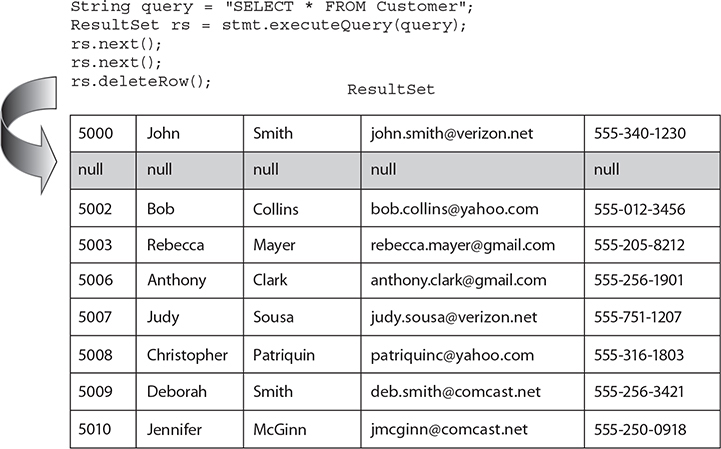 String query = "SELECT * FROM Customer";
ResultSet rs = stmt.executeQuery(query);
rs.next();
rs.next();
rs.deleteRow();
ResultSet
5000 John Smith john.smith@verizon.net 555-340-1230
null null null null null
5002 Bob Collins bob.collins@yahoo.com 555-012-3456
5003 Rebecca Mayer rebecca.mayer@gmail.com 555-205-8212
5006 Anthony Clark anthony.clark@gmail.com 555-256-1901
5007 Judy Sousa judy.sousa@verizon.net 555-751-1207
5008 Christopher Patriquin patriquinc@yahoo.com 555-316-1803
5009 Deborah Smith deb.smith@comcast.net 555-256-3421
5010 Jennifer McGinn jmcginn@comcast.net 555-250-0918